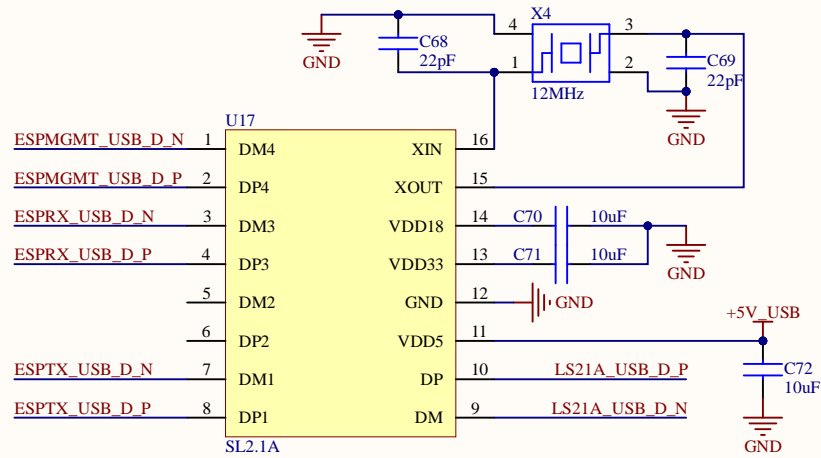 X4
4
3
C68
22pF
GND
1
2
C69
22pF
12MHz
GND
U17
ESPMGMT_USB_D_N
1
DM4
XIN
16
ESPMGMT_USB_D_P
2
DP4
XOUT
15
ESPRX_USB_D_N
3
DM3
VDD18
14
C70
10uF
ESPRX_USB_D_P
4
DP3
VDD33
13
C71
10uF
GND
5
DM2
GND
12
GND
6
DP2
VDD5
11
+5V_USB
ESPTX_USB_D_N
7
DM1
DP
10
LS21A_USB_D_P
C72
10uF
ESPTX_USB_D_P
8
DP1
DM
9
LS21A_USB_D_N
GND
SL2.1A